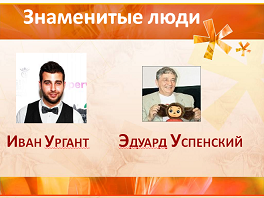 Знаменитые люди
Иван Ургант
Эдуард Успенский